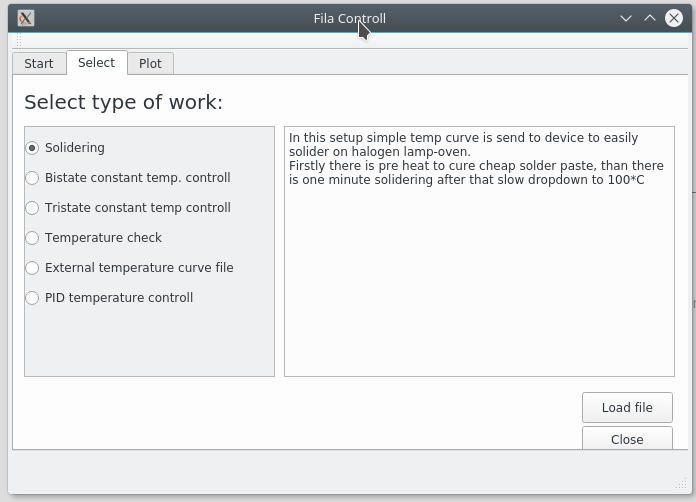 Fila Controll
Start
Select
Plot
Select type of work:
Solidering
Bistate constant temp. controll
Tristate constant temp controll
Temperature check
External temperature curve file
PID temperature controll
In this setup simple temp curve is send to device to easily
solider on halogen lamp-oven.
Firstly there is pre heat to cure cheap solder paste, than there
is one minute solidering after that slow dropdown to 100*C
Load file
Close